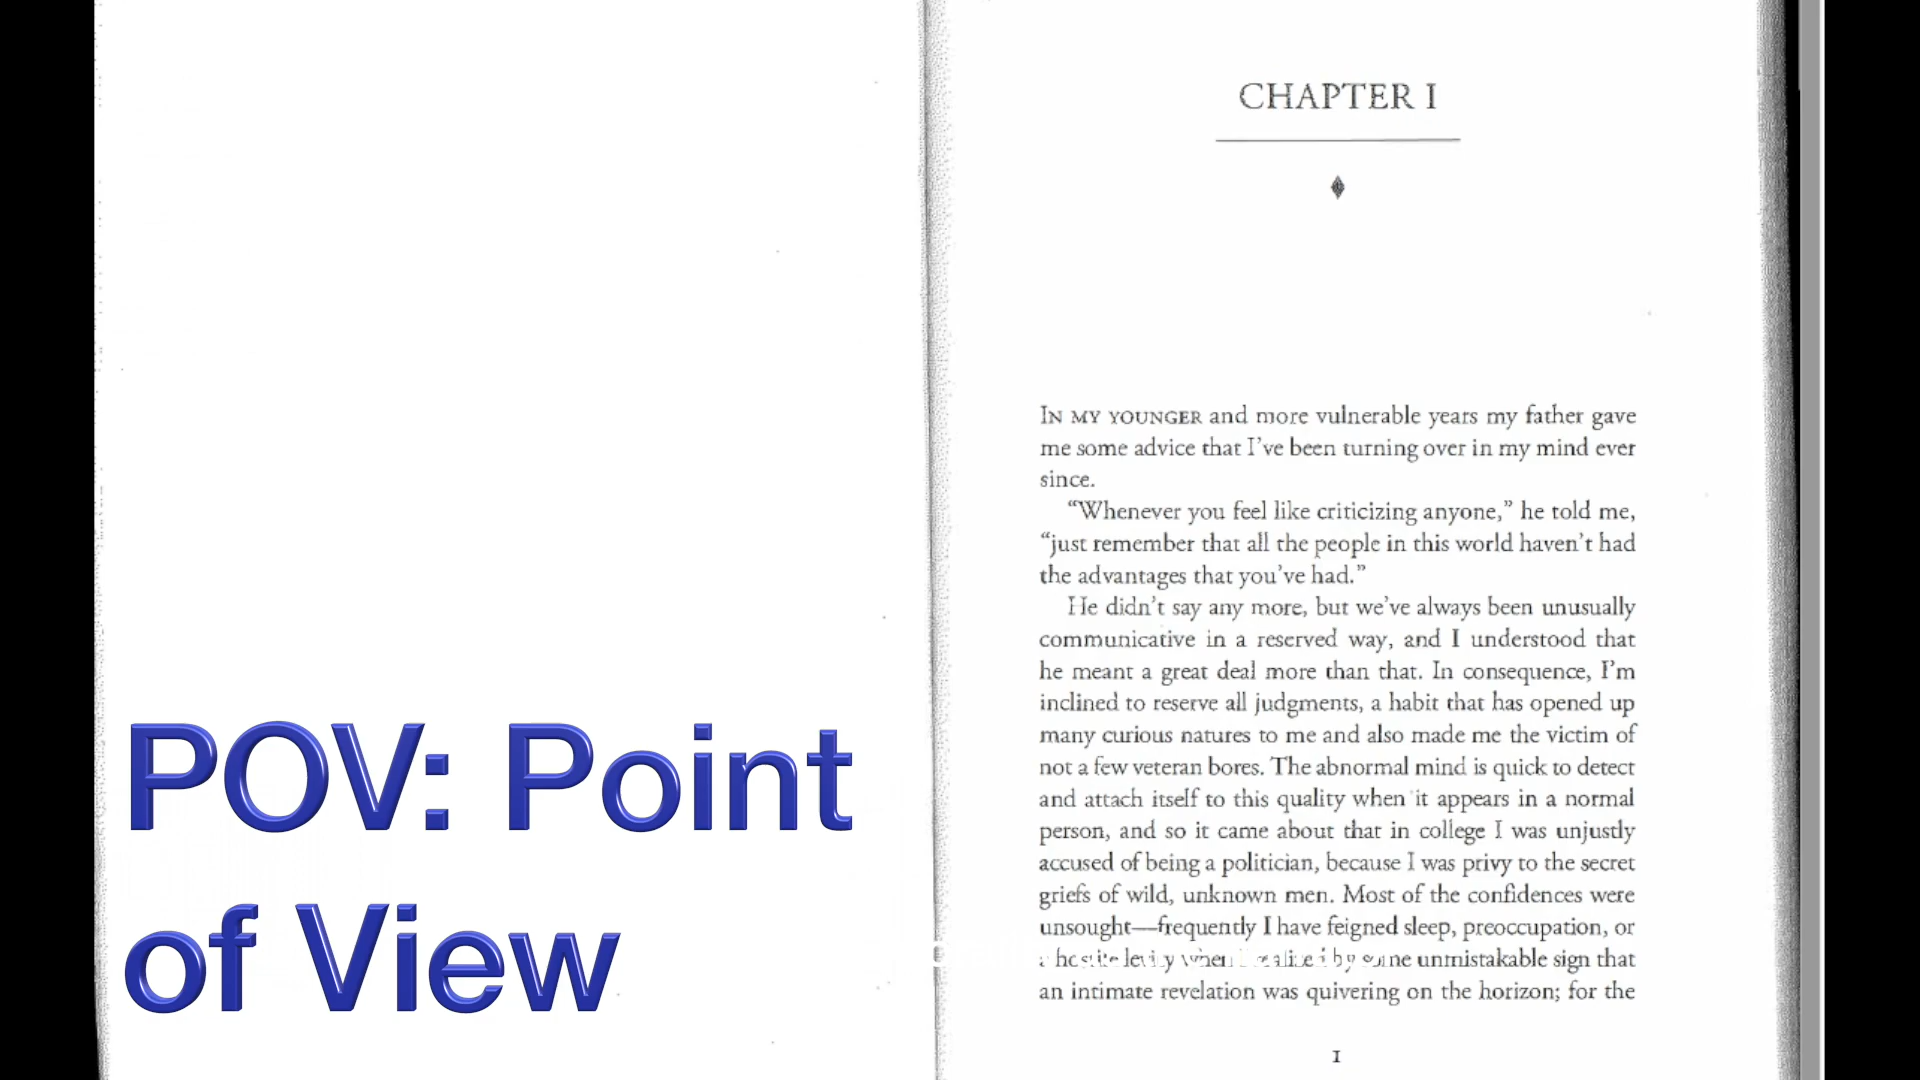 POV: Point
of View
CHAPTER I
IN MY YOUNGER and more vulnerable years my father gave
me some advice that I've been turning over in my mind ever
since.
“Whenever you feel like criticizing anyone,” he told me,
“just remember that all the people in this world haven't had
the advantages that you've had.”
He didn't say any more, but we've always been unusually
communicative in a reserved way, and I understood that
he meant a great deal more than that. In consequence, I'm
inclined to reserve all judgments, a habit that has opened up
many curious natures to me and also made me the victim of
not a few veteran bores. The abnormal mind is quick to detect
and attach itself to this quality when it appears in a normal
person, and so it came about that in college I was unjustly
accused of being a politician, because I was privy to the secret
griefs of wild, unknown men. Most of the confidences were
unsought—frequently I have feigned sleep, preoccupation, or
levity when by some unmistakable sign that
an intimate revelation was quivering on the horizon; for the
I